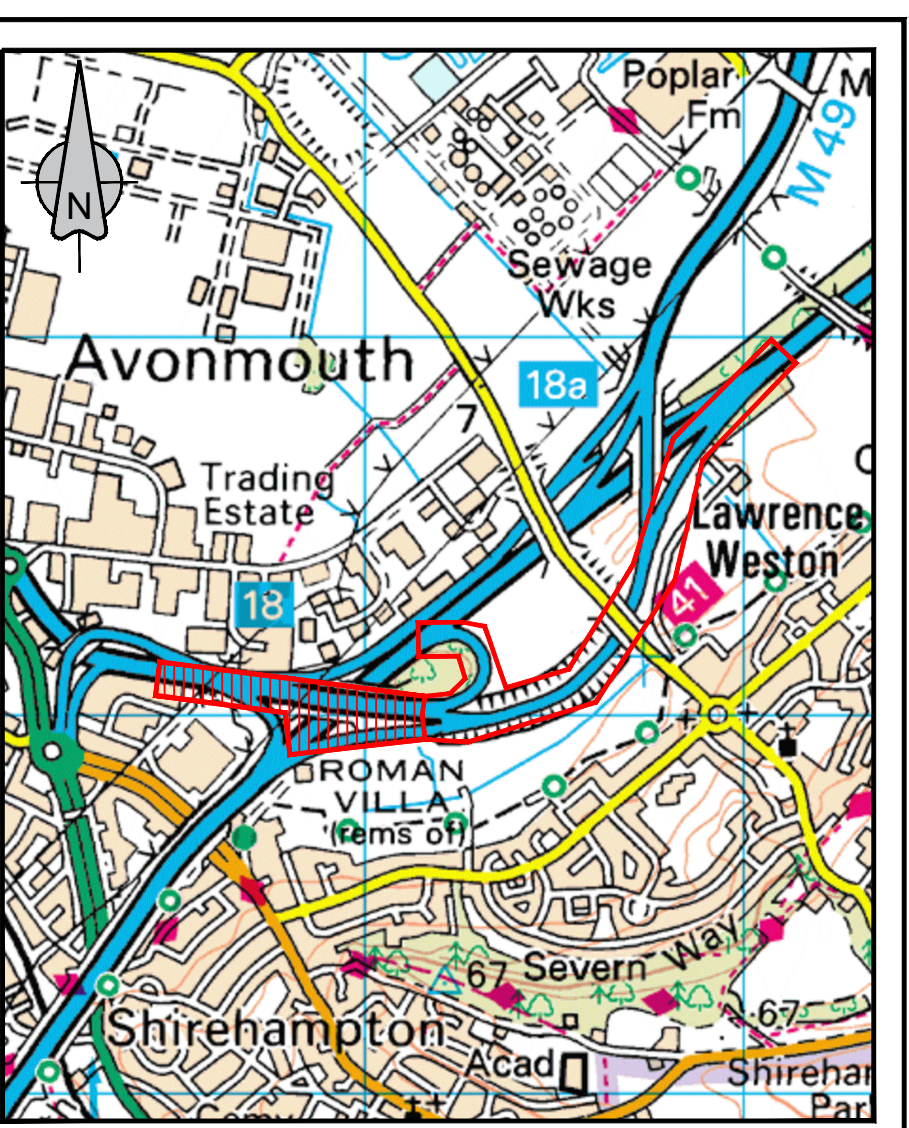 Poplar
Fm
M
M 49
N
Sewage
Wks
Avonmouth
18a
7
Trading
Estate
Lawrence
Weston
18
41
ROMAN
VILLA
(rems of)
Severn Way
67
67
Shirehampton
Acad
Shirehar
Par